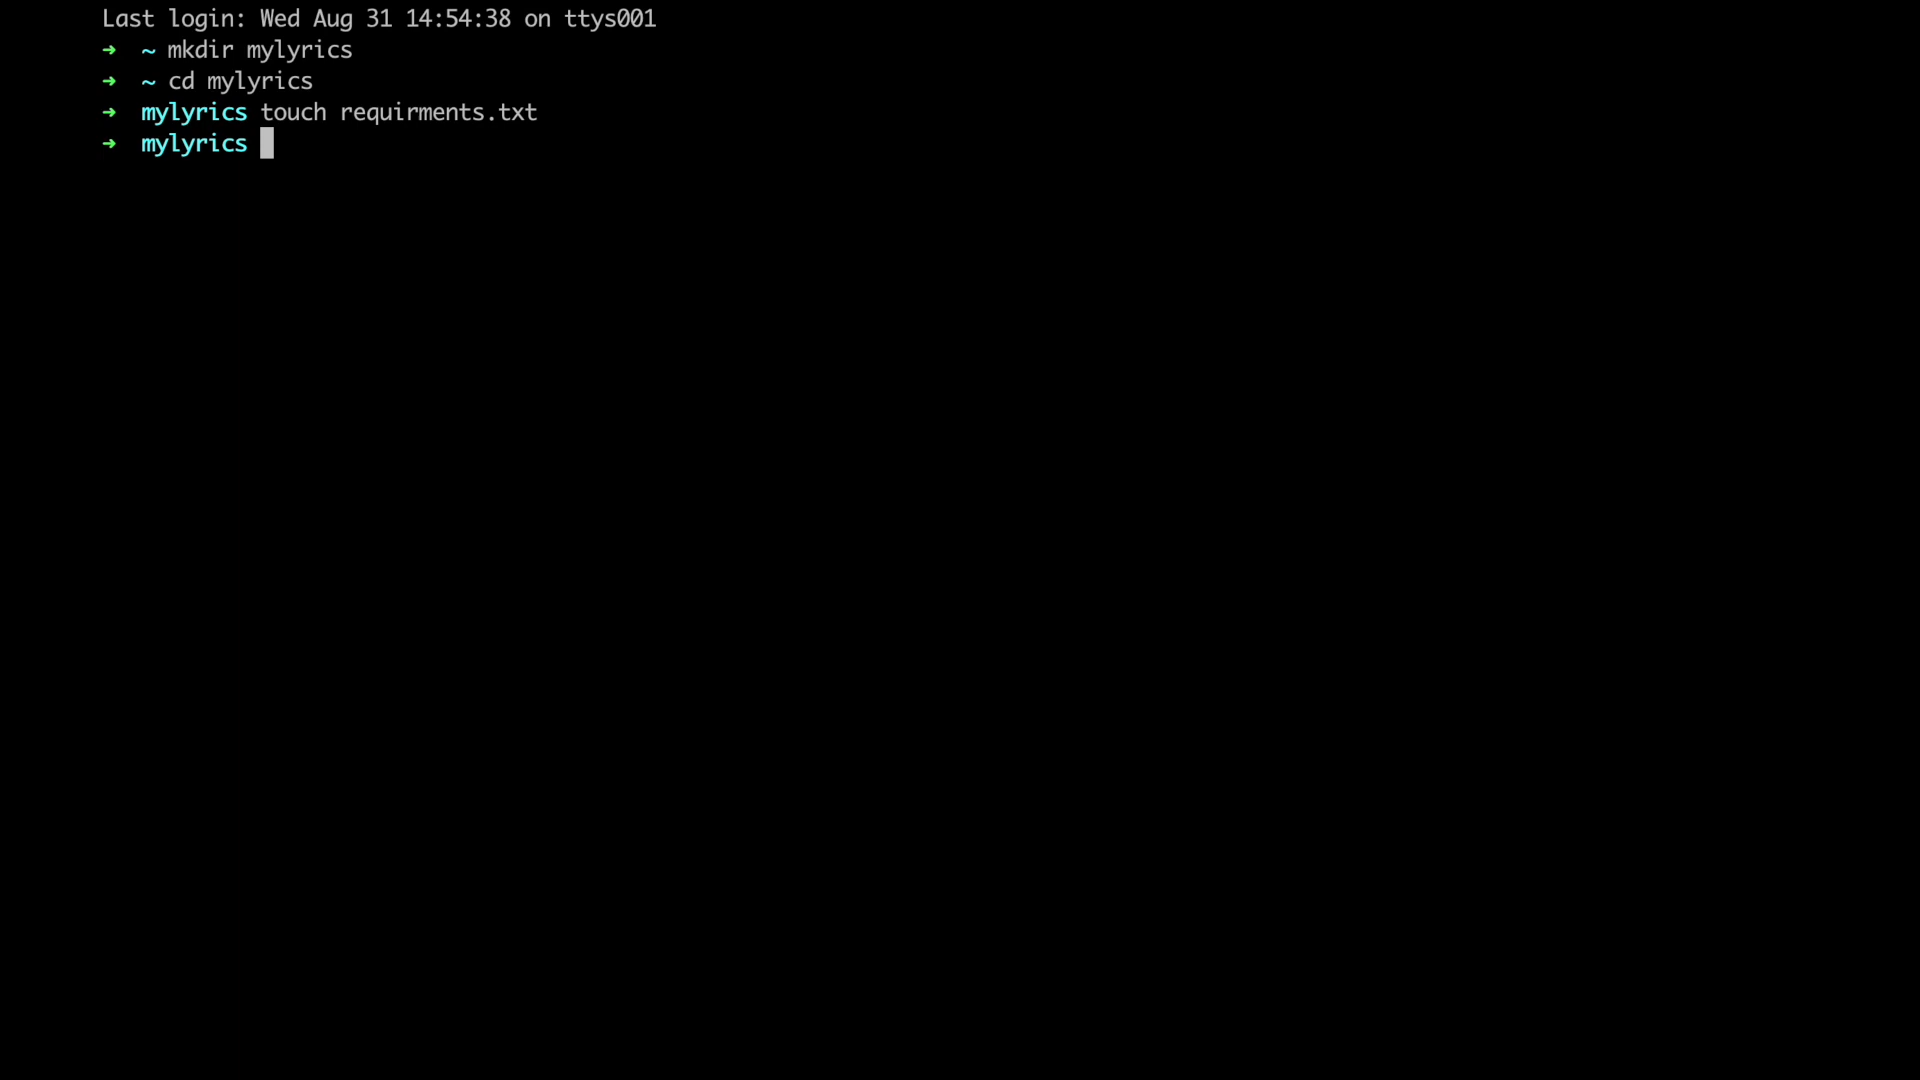 Last login: Wed Aug 31 14:54:38 on ttys001
➜  ~ mkdir mylyrics
➜  ~ cd mylyrics
➜  mylyrics touch requirments.txt
➜  mylyrics